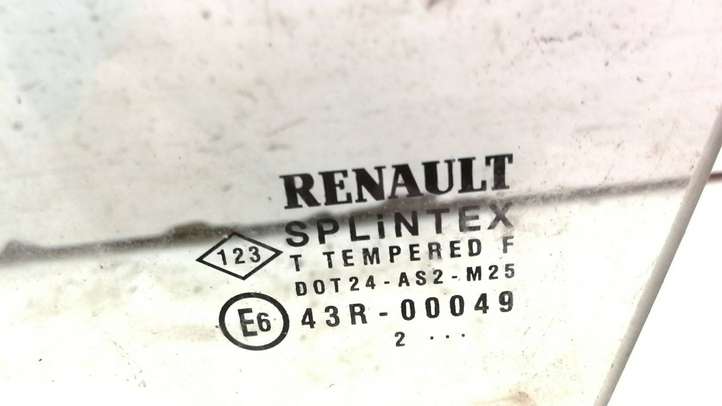 RENAULT
SPLiNTEX
123
T TEMPERED F
DOT24-AS2-M25
E6 43R-00049
2 ...